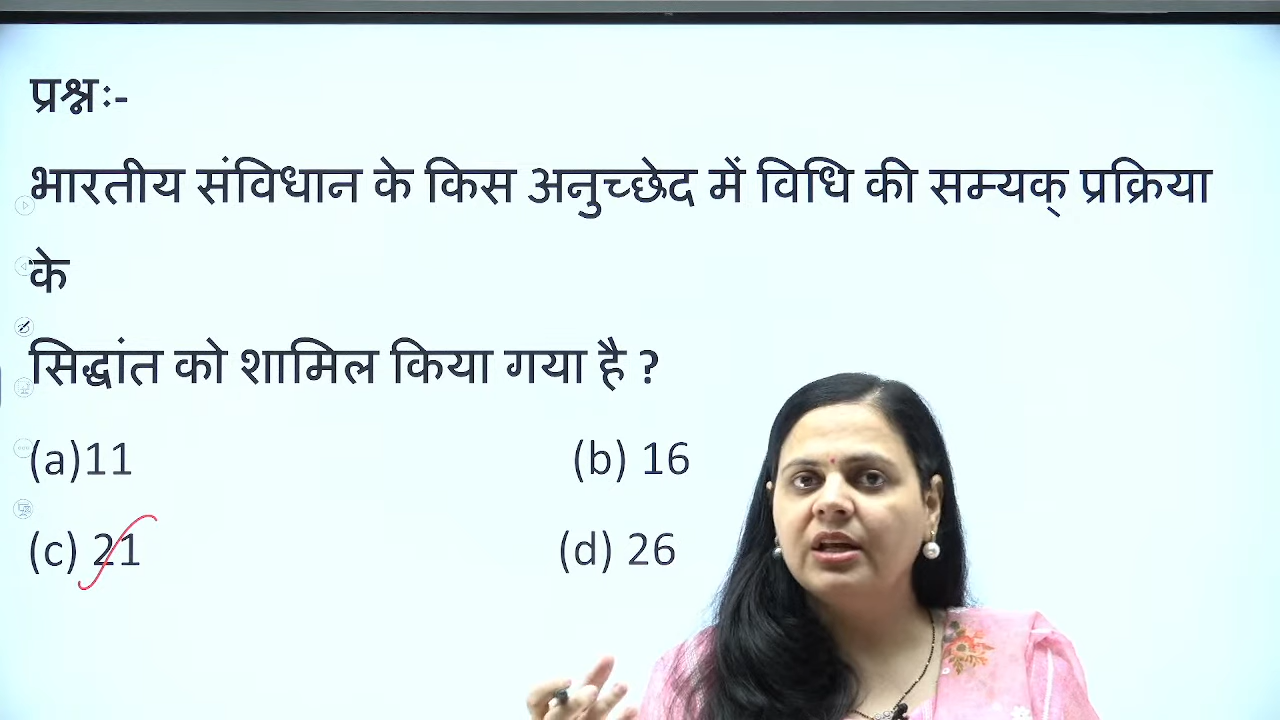 प्रश्नः-
भारतीय संविधान के किस अनुच्छेद में विधि की सम्यक् प्रक्रिया
के
सिद्धांत को शामिल किया गया है ?
(a)11 (b) 16
(c) 21 (d) 26